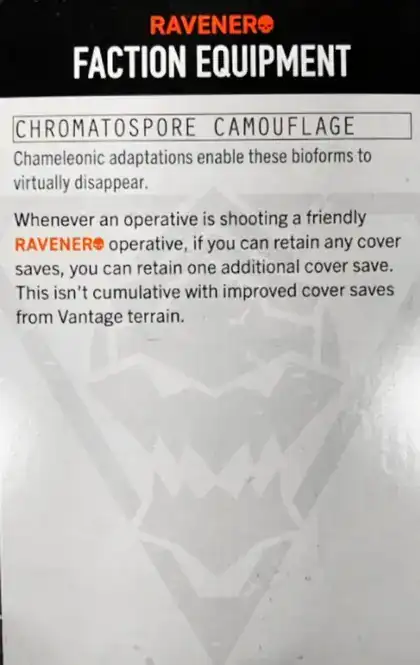 RAVENER
FACTION EQUIPMENT
CHROMATOSPORE CAMOUFLAGE
Chameleonic adaptations enable these bioforms to
virtually disappear.
Whenever an operative is shooting a friendly
RAVENER operative, if you can retain any cover
saves, you can retain one additional cover save.
This isn't cumulative with improved cover saves
from Vantage terrain.